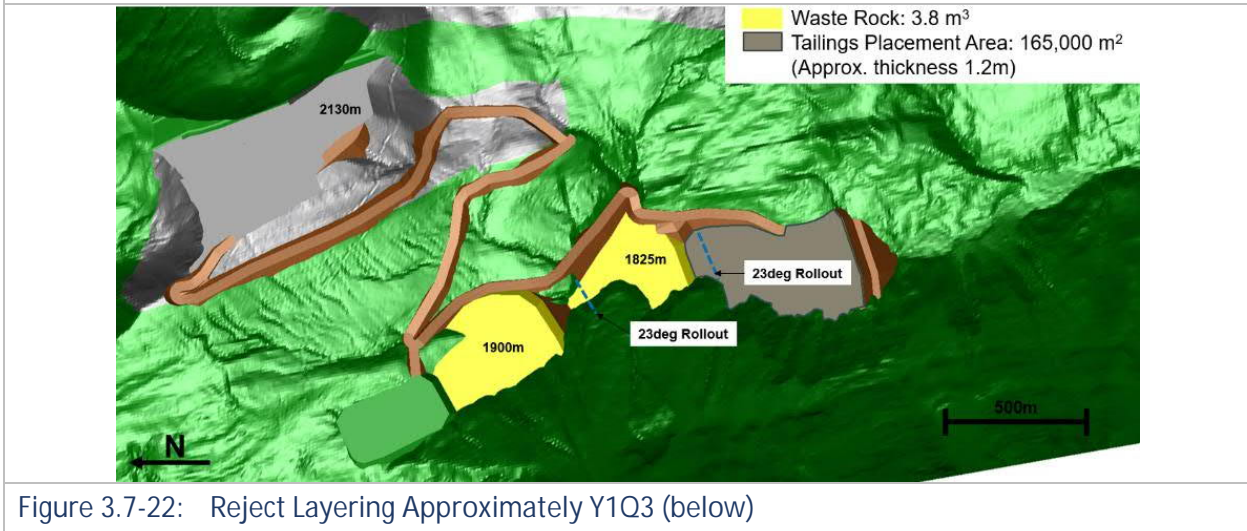 Waste Rock: 3.8 m³
Tailings Placement Area: 165,000 m²
(Approx. thickness 1.2m)
2130m
1825m
23deg Rollout
23deg Rollout
1900m
500m
N
Figure 3.7-22: Reject Layering Approximately Y1Q3 (below)